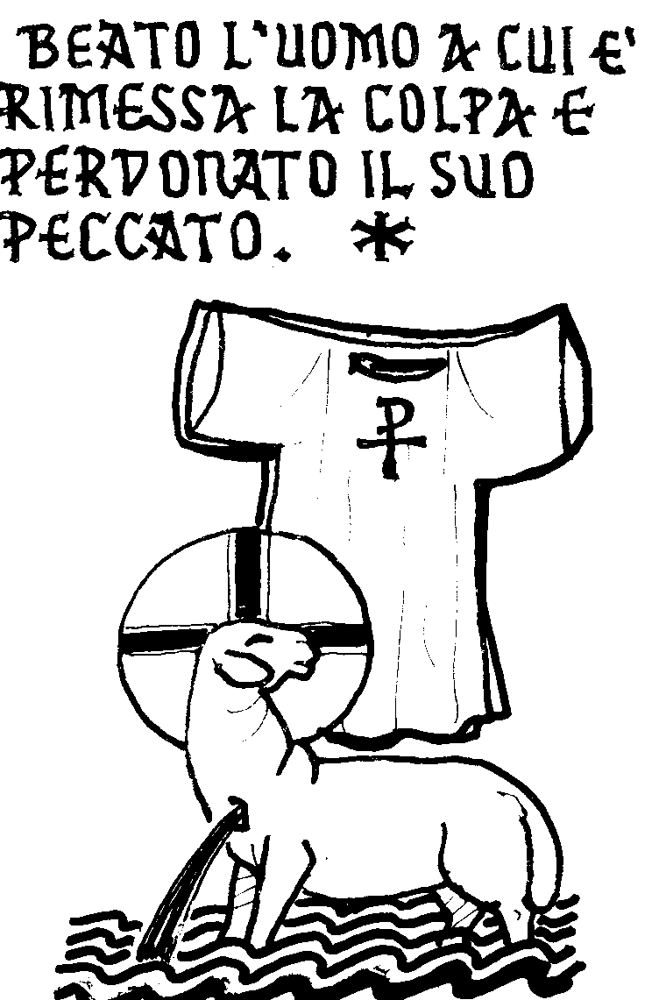 BEATO L'UOMO A CUI E'
RIMESSA LA COLPA E
PERDONATO IL SUO
PECCATO. *